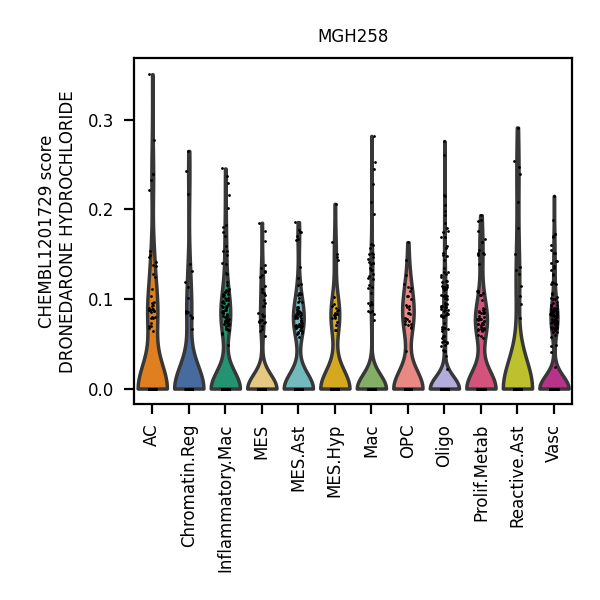 MGH258
CHEMBL1201729 score
DRONEDARONE HYDROCHLORIDE
0.3
0.2
0.1
0.0
AC
Chromatin.Reg
Inflammatory.Mac
MES
MES.Ast
MES.Hyp
Mac
OPC
Oligo
Prolif.Metab
Reactive.Ast
Vasc